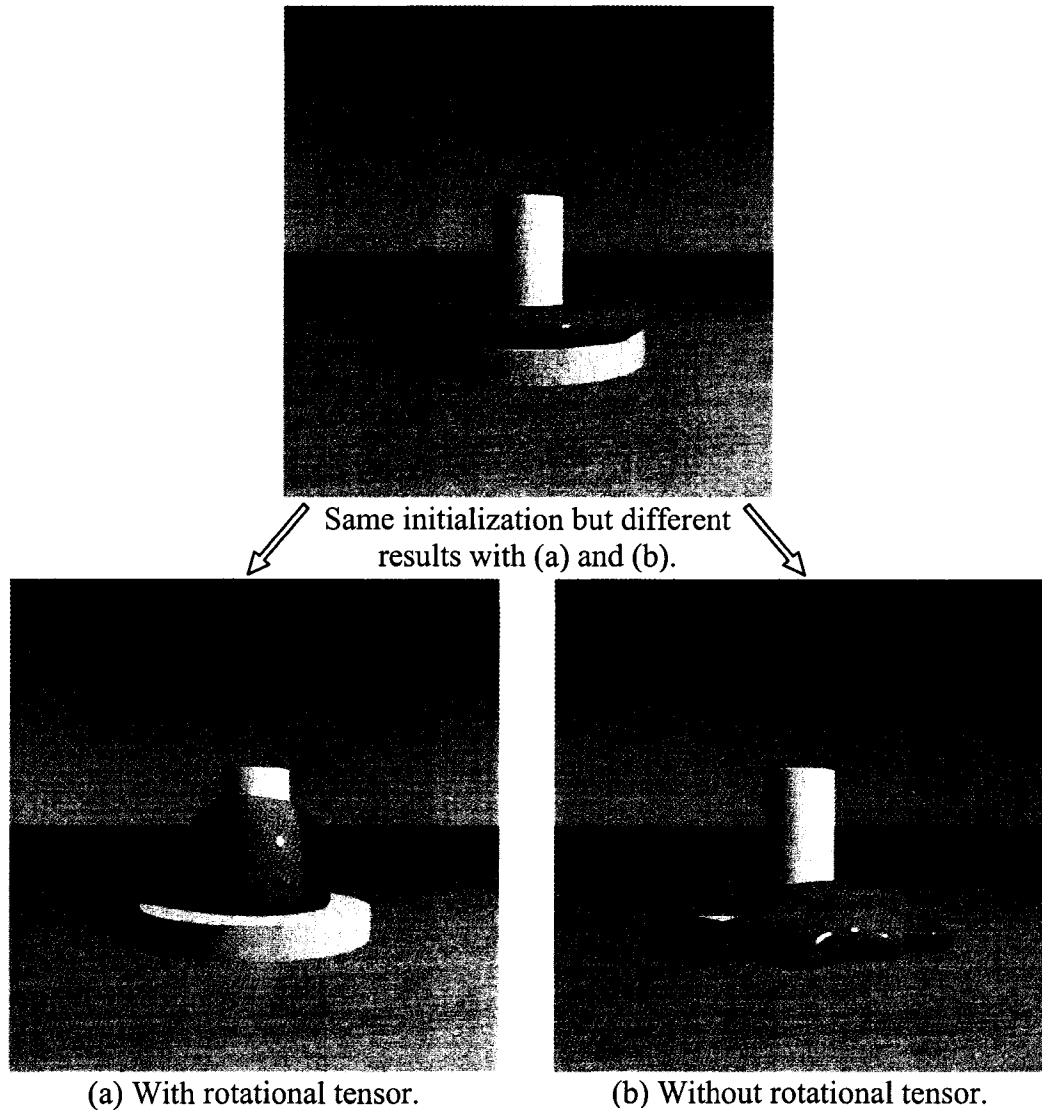 Same initialization but different
results with (a) and (b).
(a) With rotational tensor.
(b) Without rotational tensor.